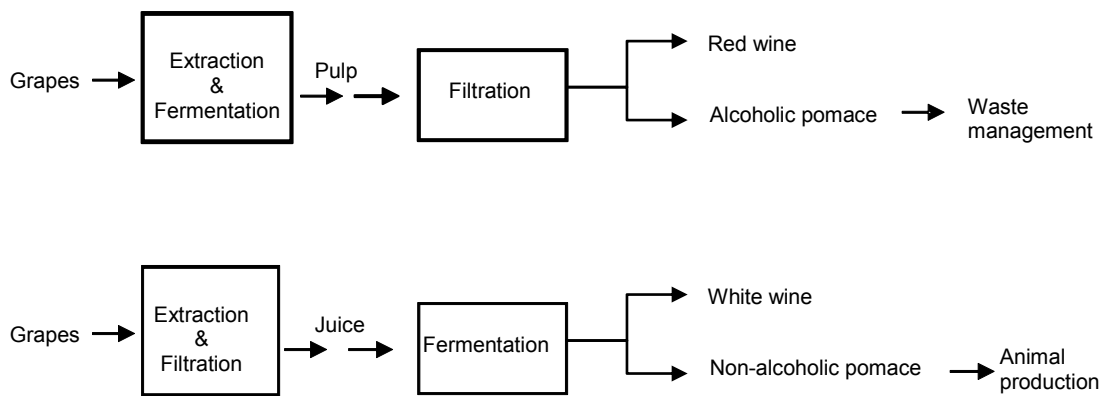 Grapes
Extraction
&
Fermentation
Pulp
Filtration
Red wine
Alcoholic pomace
Waste
management
Grapes
Extraction
&
Filtration
Juice
Fermentation
White wine
Non-alcoholic pomace
Animal
production